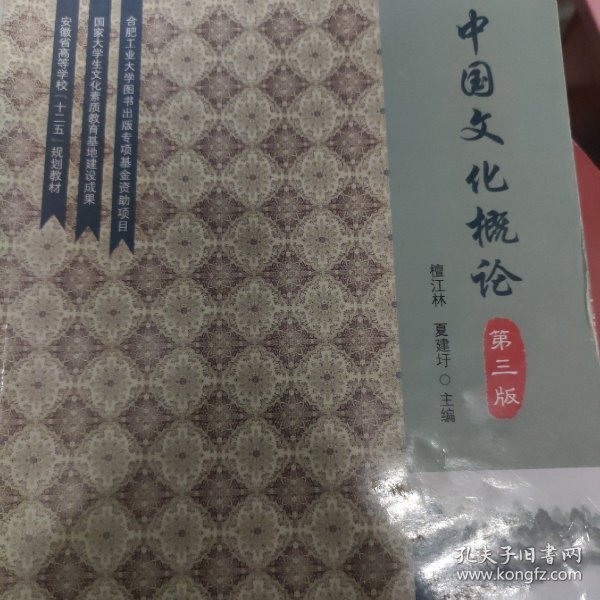 中国文化概论
第三版
檀江林 夏建圩◎主编
合肥工业大学图书出版专项基金资助项目
国家大学生文化素质教育基地建设成果
安徽省高等学校“十二五”规划教材
孔夫子旧书网
www.kongfz.com